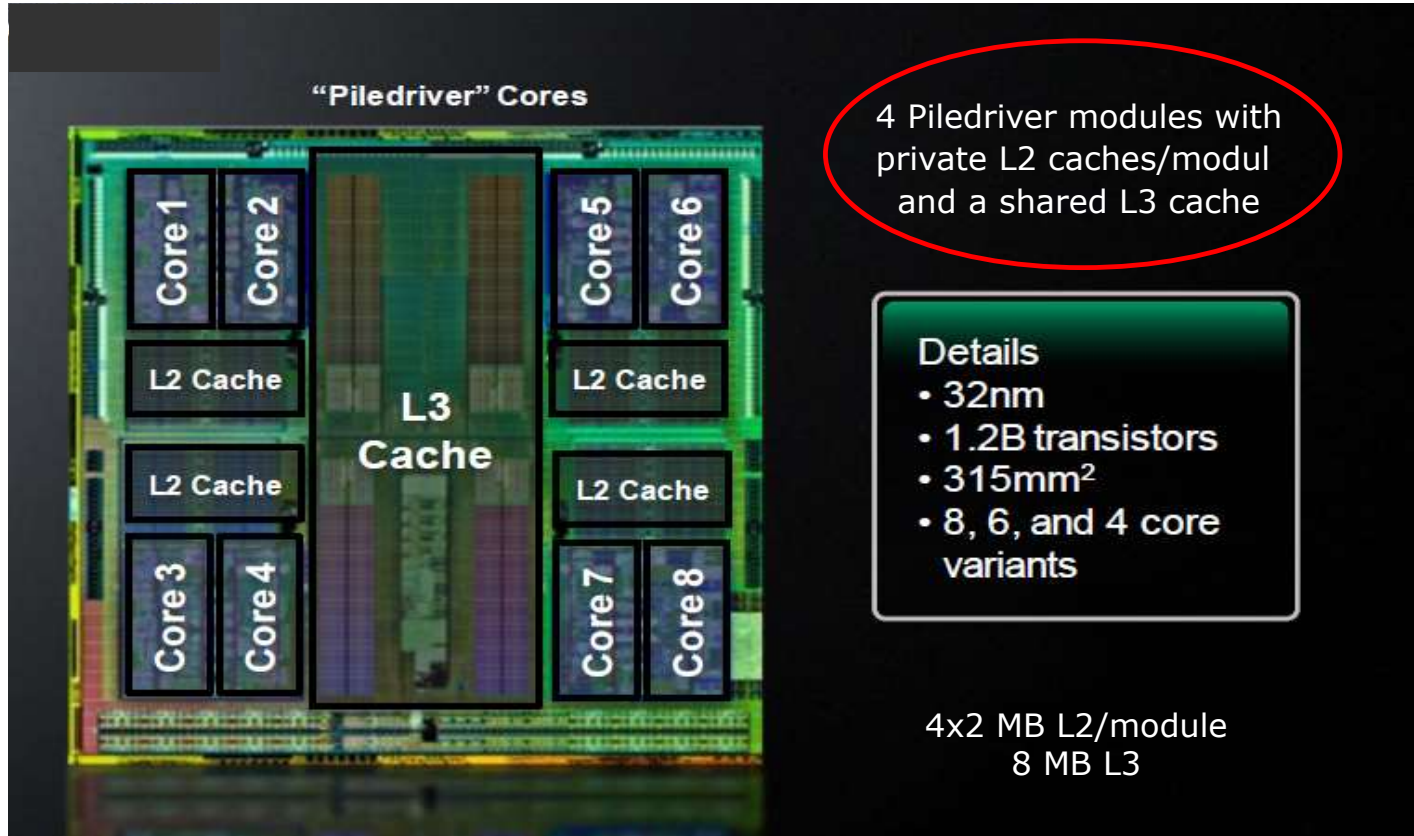 “Piledriver” Cores
Core 1
Core 2
Core 5
Core 6
L2 Cache
L2 Cache
L3
Cache
L2 Cache
L2 Cache
Core 3
Core 4
Core 7
Core 8
4 Piledriver modules with
private L2 caches/modul
and a shared L3 cache
Details
• 32nm
• 1.2B transistors
• 315mm²
• 8, 6, and 4 core
variants
4x2 MB L2/module
8 MB L3